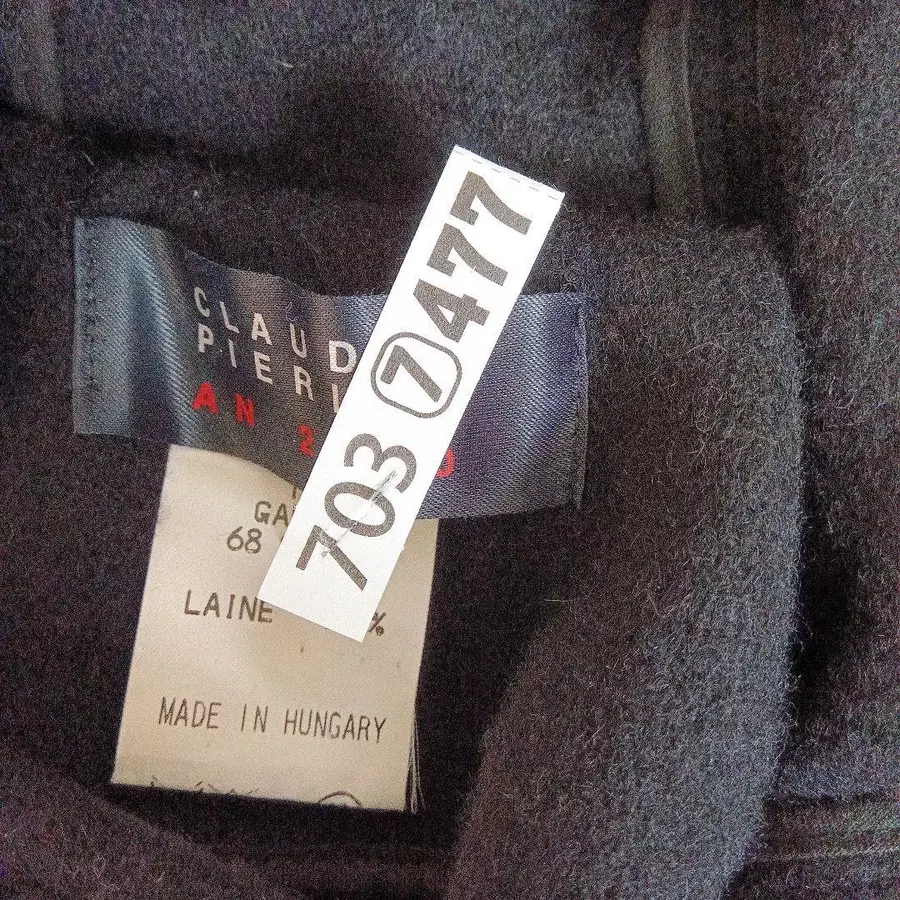 CLAUD
PIERL
AN 2
703 7 477
GA
68
LAINE %
MADE IN HUNGARY